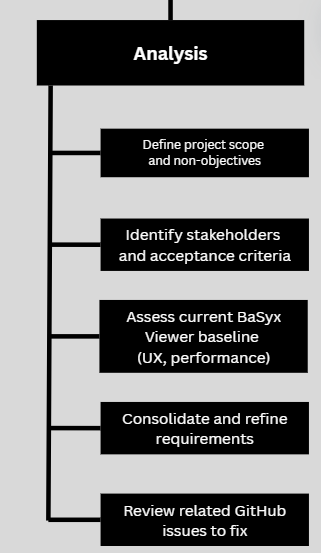 Analysis
Define project scope
and non-objectives
Identify stakeholders
and acceptance criteria
Assess current BaSyx
Viewer baseline
(UX, performance)
Consolidate and refine
requirements
Review related GitHub
issues to fix